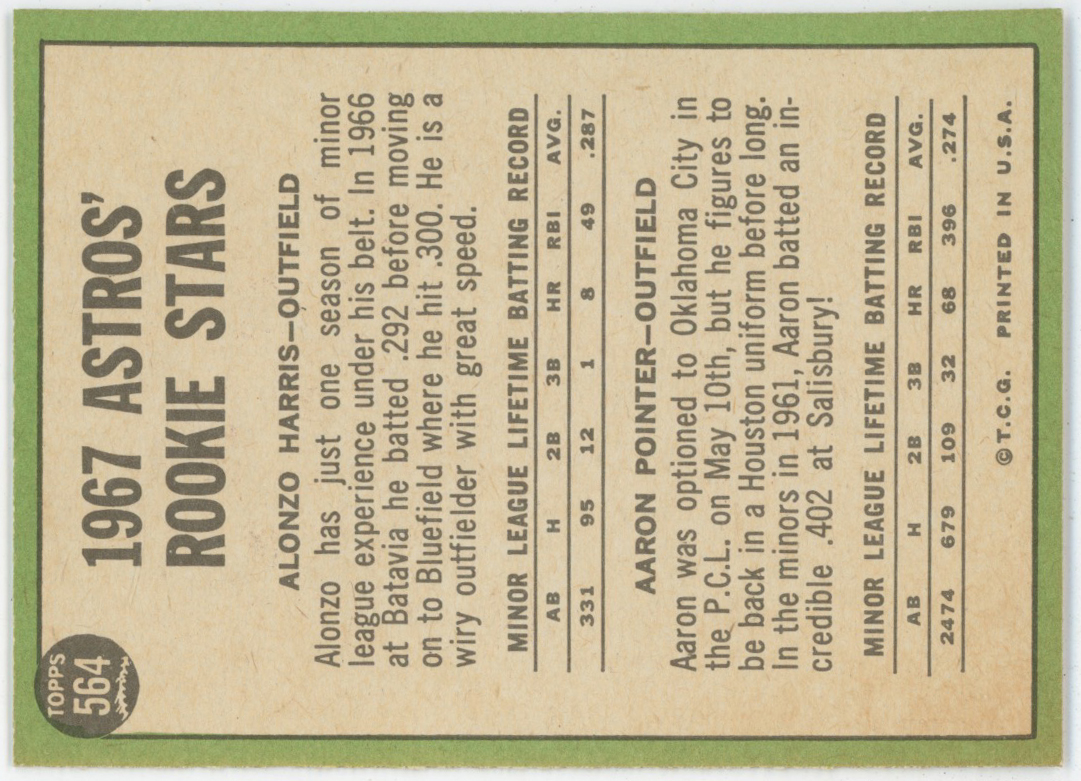 TOPPS
564
1967 ASTROS'
ROOKIE STARS
ALONZO HARRIS—OUTFIELD
Alonzo has just one season of minor
league experience under his belt. In 1966
at Batavia he batted .292 before moving
on to Bluefield where he hit .300. He is a
wiry outfielder with great speed.
MINOR LEAGUE LIFETIME BATTING RECORD
AB H 2B 3B HR RBI AVG.
331 95 12 1 8 49 .287
AARON POINTER—OUTFIELD
Aaron was optioned to Oklahoma City in
the P.C.L. on May 10th, but he figures to
be back in a Houston uniform before long.
In the minors in 1961, Aaron batted an in-
credible .402 at Salisbury!
MINOR LEAGUE LIFETIME BATTING RECORD
AB H 2B 3B HR RBI AVG.
2474 679 109 32 68 396 .274
©T.C.G. PRINTED IN U.S.A.